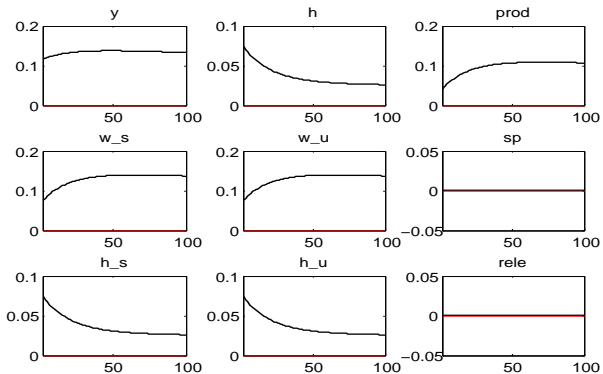 y h prod
0.2 0.1 0.2
0.1 0.05 0.1
0 0 0
50 100 50 100 50 100
w_s w_u sp
0.2 0.2 0.05
0.1 0.1 0
0 0 −0.05
50 100 50 100 50 100
h_s h_u rele
0.1 0.1 0.05
0.05 0.05 0
0 0 −0.05
50 100 50 100 50 100